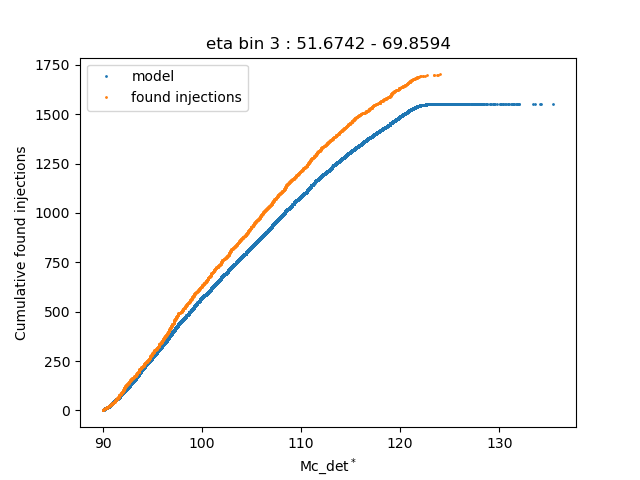 eta bin 3 : 51.6742 - 69.8594
model
found injections
Cumulative found injections
1750
1500
1250
1000
750
500
250
0
90
100
110
120
130
Mc_det*